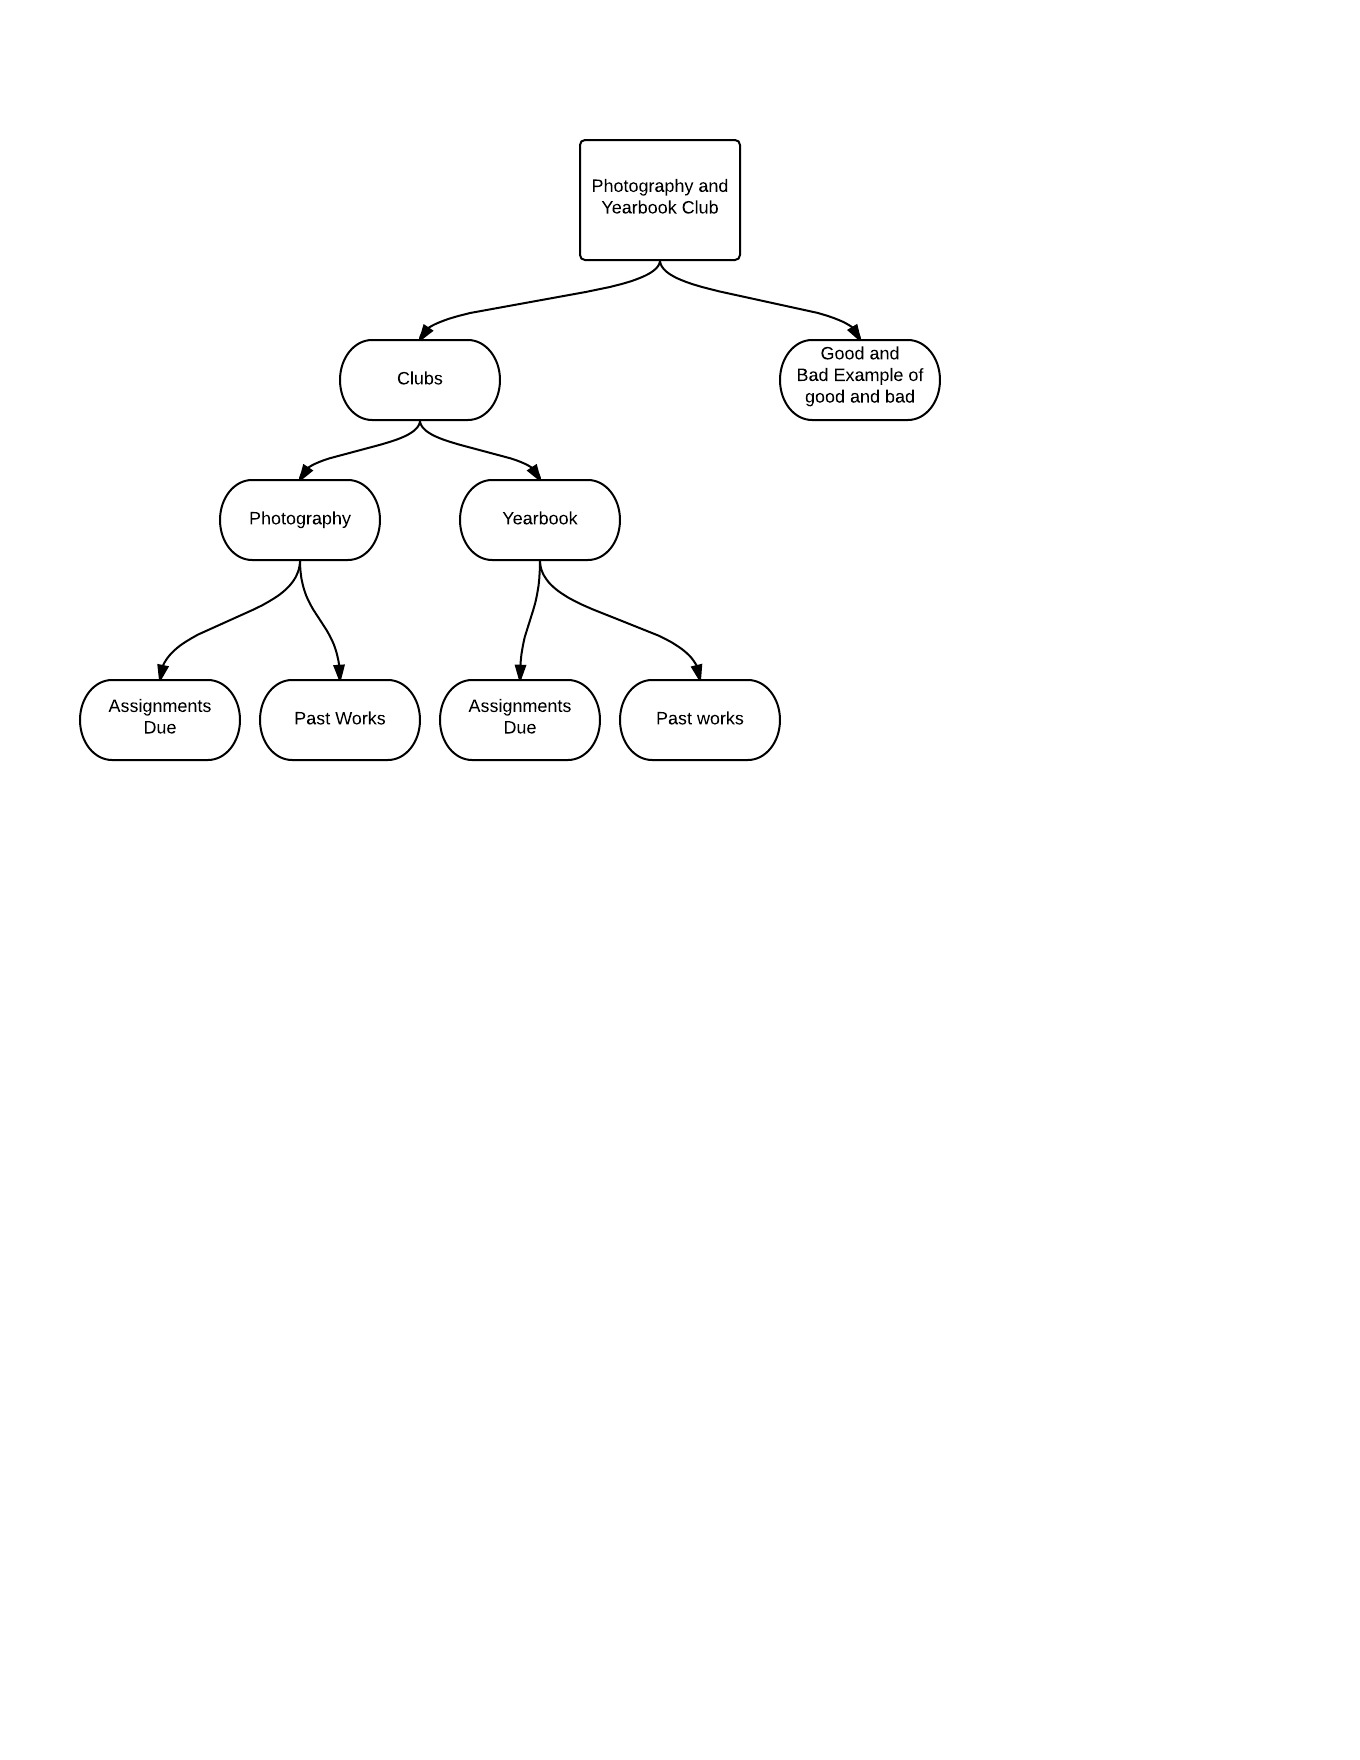 Photography and
Yearbook Club
Clubs
Good and
Bad Example of
good and bad
Photography
Yearbook
Assignments
Due
Past Works
Assignments
Due
Past works